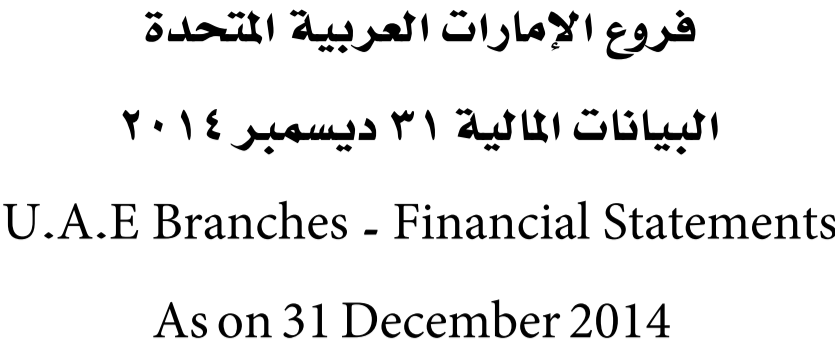 فروع الإمارات العربية المتحدة
البيانات المالية ٣١ ديسمبر ٢٠١٤
U.A.E Branches - Financial Statements
As on 31 December 2014